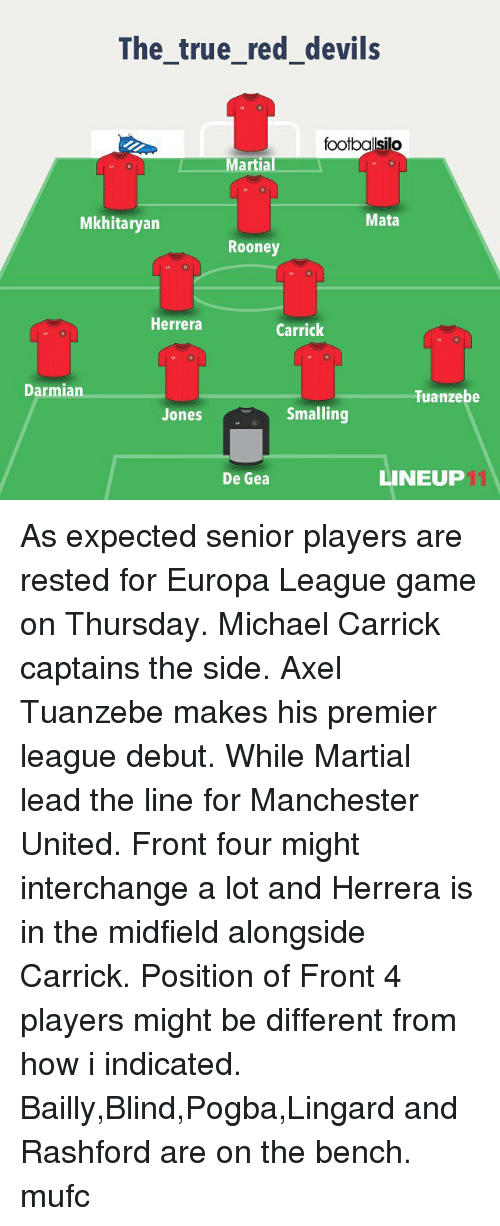 The_true_red_devils
footballsilo
Martial
Mkhitaryan
Mata
Rooney
Herrera
Carrick
Darmian
Tuanzebe
Jones
Smalling
De Gea
LINEUP11
As expected senior players are
rested for Europa League game
on Thursday. Michael Carrick
captains the side. Axel
Tuanzebe makes his premier
league debut. While Martial
lead the line for Manchester
United. Front four might
interchange a lot and Herrera is
in the midfield alongside
Carrick. Position of Front 4
players might be different from
how i indicated.
Bailly,Blind,Pogba,Lingard and
Rashford are on the bench.
mufc